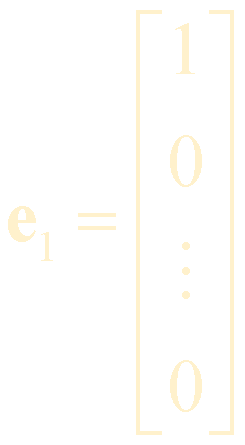 1
0
e₁ = ⋮
0